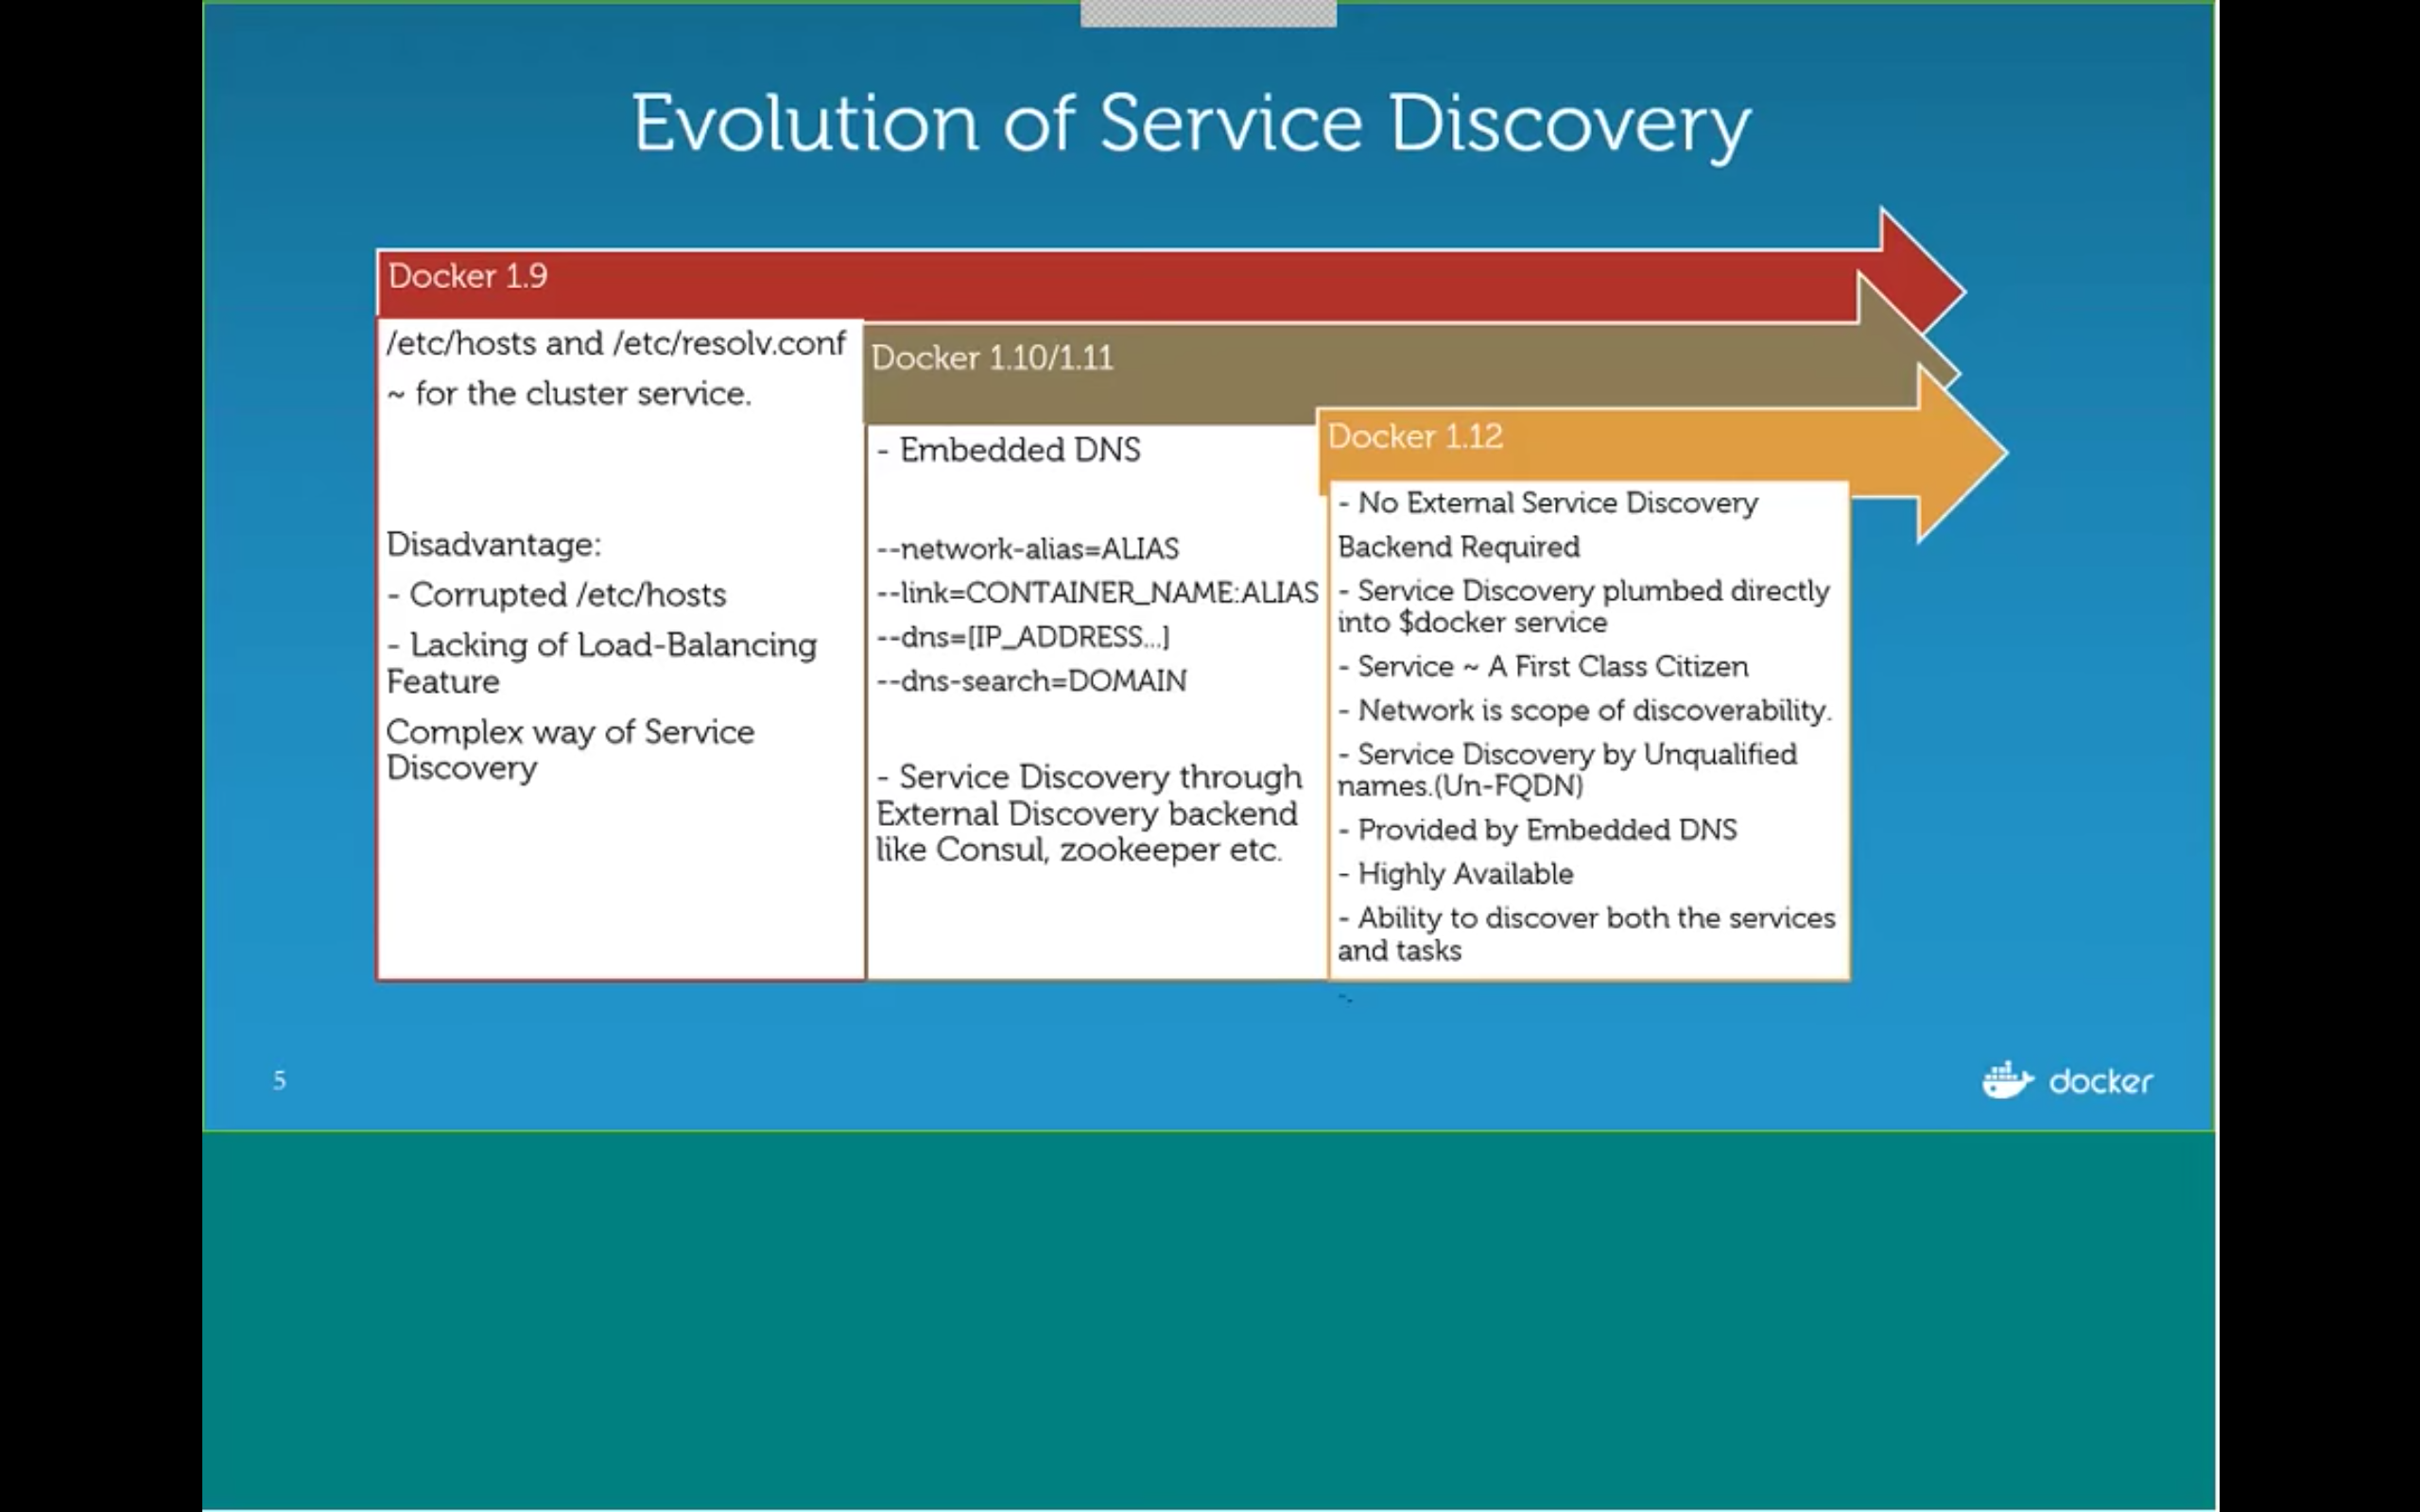 Evolution of Service Discovery
Docker 1.9
/etc/hosts and /etc/resolv.conf
~ for the cluster service.
Disadvantage:
- Corrupted /etc/hosts
- Lacking of Load-Balancing
Feature
Complex way of Service
Discovery
Docker 1.10/1.11
- Embedded DNS
--network-alias=ALIAS
--link=CONTAINER_NAME:ALIAS
--dns=[IP_ADDRESS...]
--dns-search=DOMAIN
- Service Discovery through
External Discovery backend
like Consul, zookeeper etc.
Docker 1.12
- No External Service Discovery
Backend Required
- Service Discovery plumbed directly
into $docker service
- Service ~ A First Class Citizen
- Network is scope of discoverability.
- Service Discovery by Unqualified
names.(Un-FQDN)
- Provided by Embedded DNS
- Highly Available
- Ability to discover both the services
and tasks
-.
5
docker